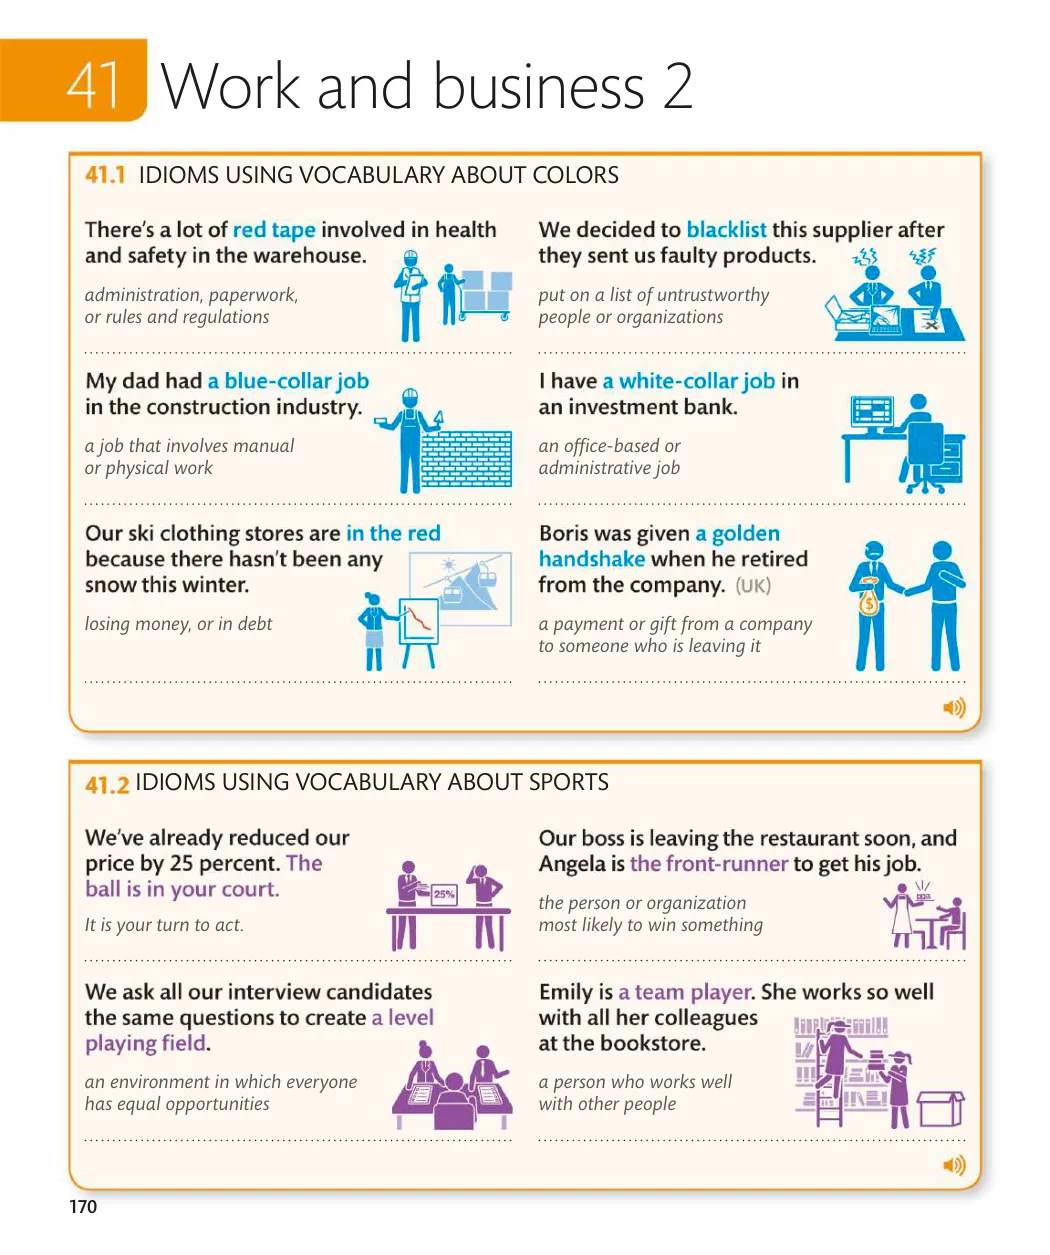 41 Work and business 2
41.1 IDIOMS USING VOCABULARY ABOUT COLORS
There's a lot of red tape involved in health
and safety in the warehouse.
administration, paperwork,
or rules and regulations
We decided to blacklist this supplier after
they sent us faulty products.
put on a list of untrustworthy
people or organizations
My dad had a blue-collar job
in the construction industry.
a job that involves manual
or physical work
I have a white-collar job in
an investment bank.
an office-based or
administrative job
Our ski clothing stores are in the red
because there hasn't been any
snow this winter.
losing money, or in debt
Boris was given a golden
handshake when he retired
from the company. (UK)
a payment or gift from a company
to someone who is leaving it
$
41.2 IDIOMS USING VOCABULARY ABOUT SPORTS
We've already reduced our
price by 25 percent. The
ball is in your court.
It is your turn to act.
25%
Our boss is leaving the restaurant soon, and
Angela is the front-runner to get his job.
the person or organization
most likely to win something
We ask all our interview candidates
the same questions to create a level
playing field.
an environment in which everyone
has equal opportunities
Emily is a team player. She works so well
with all her colleagues
at the bookstore.
a person who works well
with other people
170